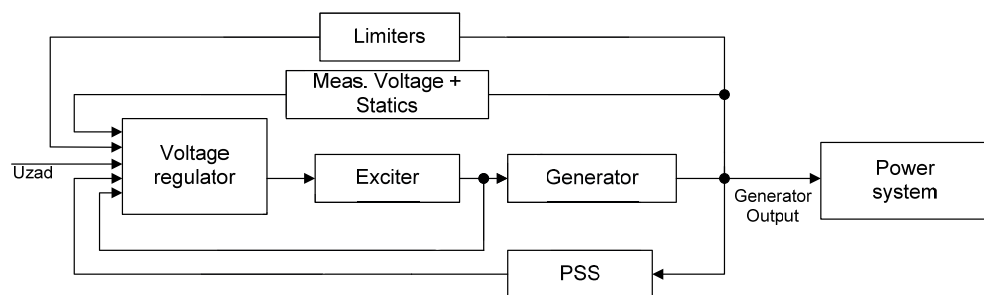 Limiters
Meas. Voltage +
Statics
Voltage
regulator
Uzad
Exciter
Generator
Generator
Output
Power
system
PSS